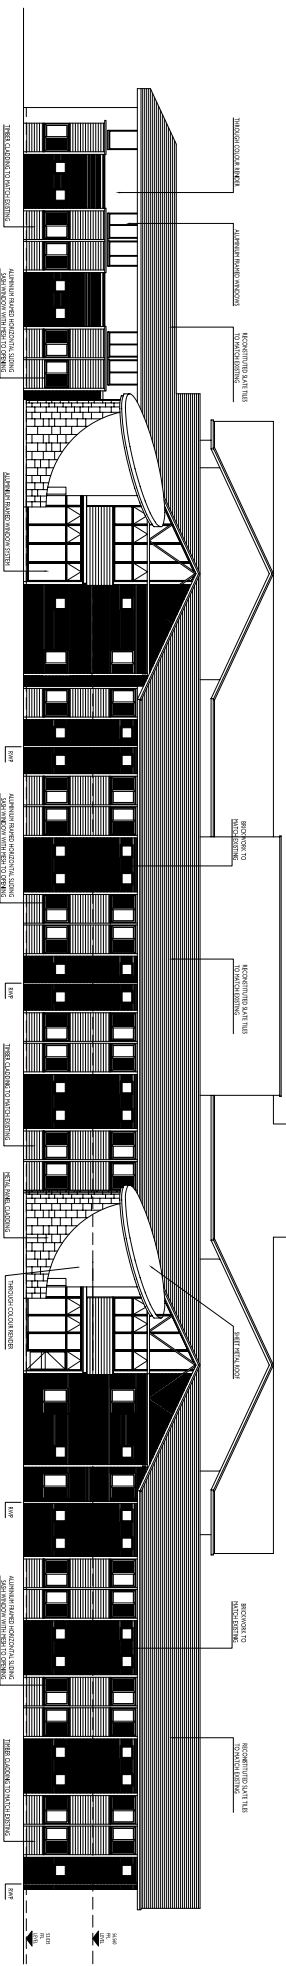 THROUGH COLOUR RENDER
ALUMINIUM FRAMED WINDOWS
RECONSTITUTED SLATE TILES
TO MATCH EXISTING
BRICKWORK TO
MATCH EXISTING
RECONSTITUTED SLATE TILES
TO MATCH EXISTING
SHEET METAL ROOF
BRICKWORK TO
MATCH EXISTING
RECONSTITUTED SLATE TILES
TO MATCH EXISTING
LEVEL
LEVEL
TIMBER CLADDING TO MATCH EXISTING
ALUMINIUM FRAMED HORIZONTAL SLIDING
SASH WINDOW WITH MESH TO OPENING
ALUMINIUM FRAMED WINDOW SYSTEM
RWP
ALUMINIUM FRAMED HORIZONTAL SLIDING
SASH WINDOW WITH MESH TO OPENING
RWP
TIMBER CLADDING TO MATCH EXISTING
METAL PANEL CLADDING
THROUGH COLOUR RENDER
RWP
ALUMINIUM FRAMED HORIZONTAL SLIDING
SASH WINDOW WITH MESH TO OPENING
TIMBER CLADDING TO MATCH EXISTING
RWP